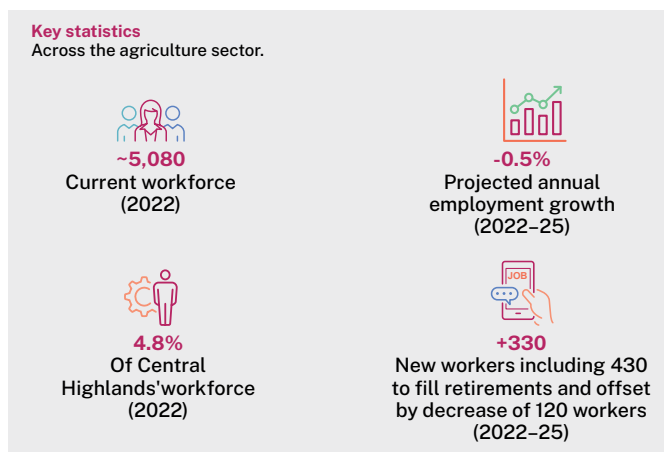 Key statistics
Across the agriculture sector.
~5,080
Current workforce
(2022)
-0.5%
Projected annual
employment growth
(2022–25)
4.8%
Of Central
Highlands'workforce
(2022)
JOB
+330
New workers including 430
to fill retirements and offset
by decrease of 120 workers
(2022–25)